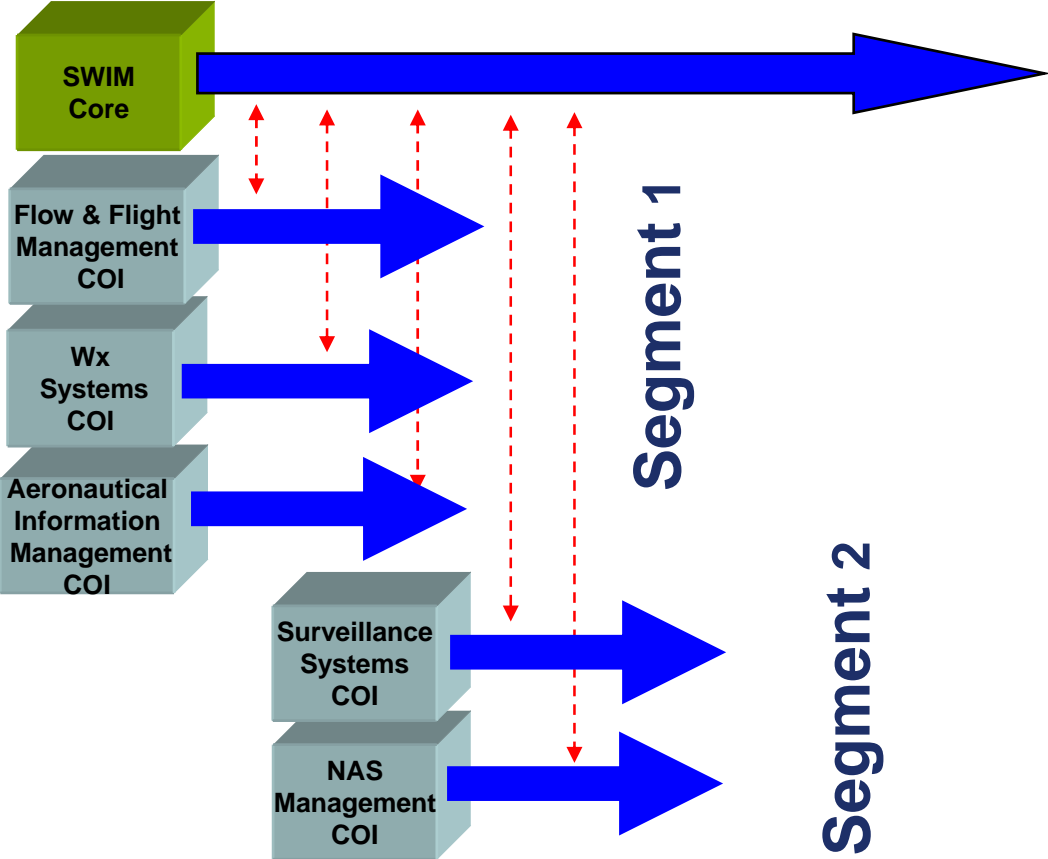 SWIM
Core
Flow & Flight
Management
COI
Wx
Systems
COI
Aeronautical
Information
Management
COI
Segment 1
Surveillance
Systems
COI
NAS
Management
COI
Segment 2